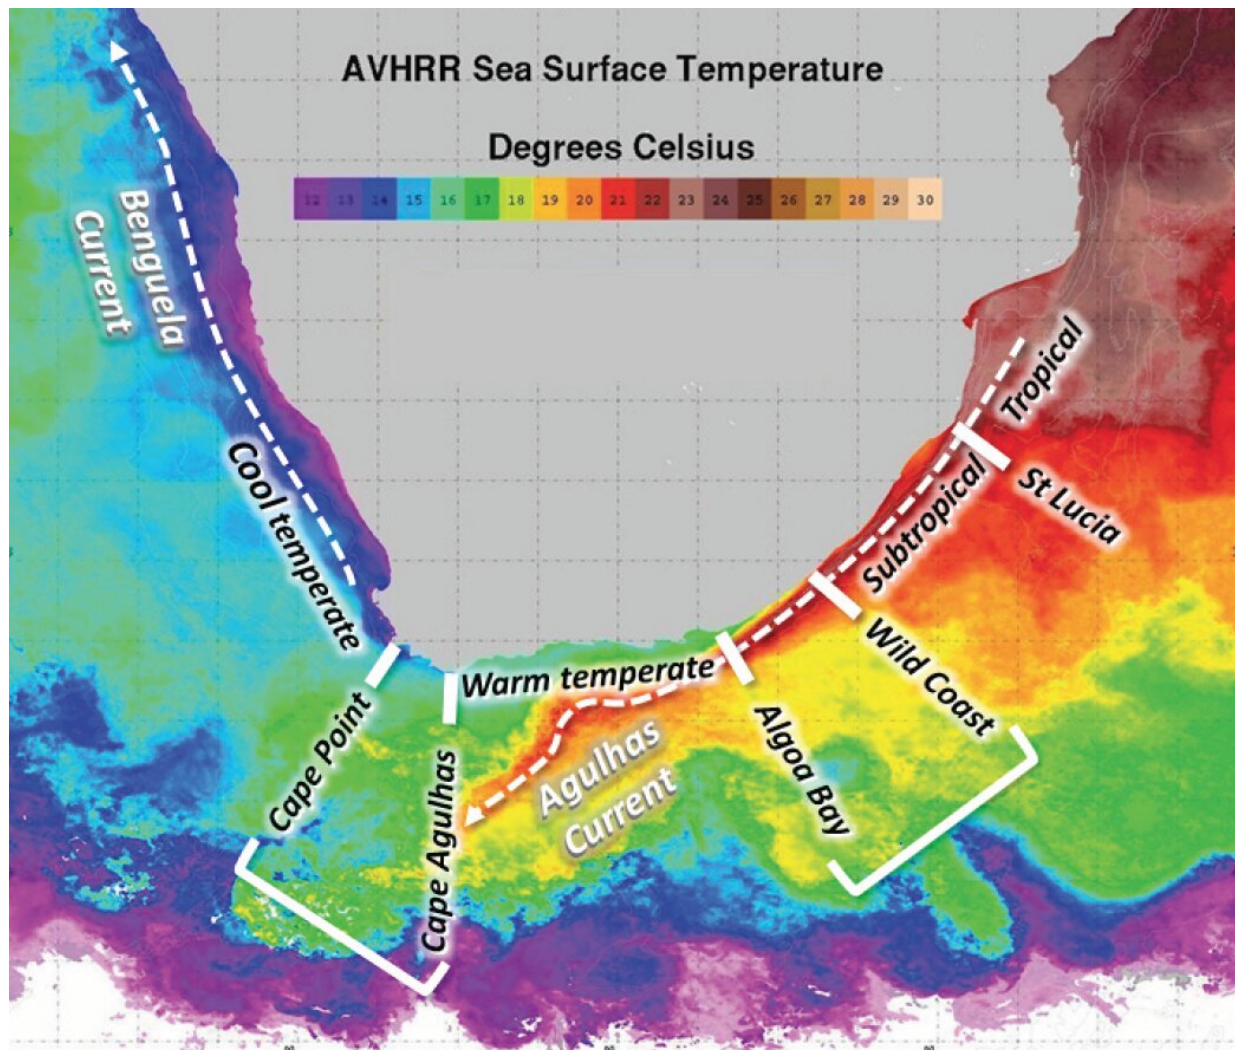 AVHRR Sea Surface Temperature
Degrees Celsius
12 13 14 15 16 17 18 19 20 21 22 23 24 25 26 27 28 29 30
Benguela
Current
Cool temperate
Tropical
St Lucia
Subtropical
Wild Coast
Warm temperate
Algoa Bay
Agulhas
Current
Cape Point
Cape Agulhas